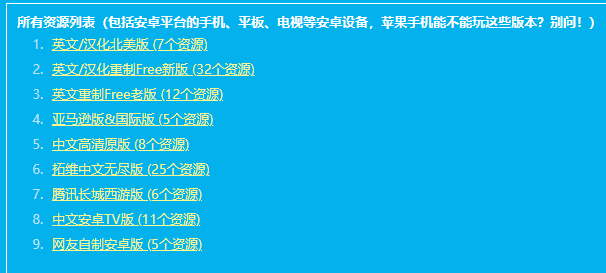 所有资源列表（包括安卓平台的手机、平板、电视等安卓设备，苹果手机能不能玩这些版本？别问！）
1. 英文/汉化北美版 (7个资源)
2. 英文/汉化重制Free新版 (32个资源)
3. 英文重制Free老版 (12个资源)
4. 亚马逊版&国际版 (5个资源)
5. 中文高清原版 (8个资源)
6. 拓维中文无尽版 (25个资源)
7. 腾讯长城西游版 (6个资源)
8. 中文安卓TV版 (11个资源)
9. 网友自制安卓版 (5个资源)